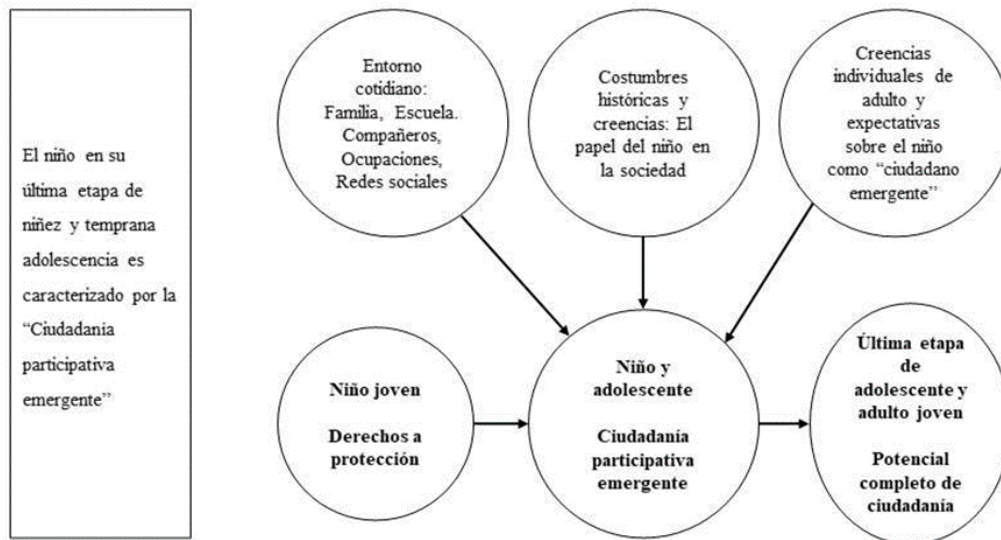 El niño en su
última etapa de
niñez y temprana
adolescencia es
caracterizado por la
“Ciudadanía
participativa
emergente”
Entorno
cotidiano:
Família, Escuela.
Compañeros,
Ocupaciones,
Redes sociales
Costumbres
históricas y
creencias: El
papel del niño en
la sociedad
Creencias
individuales de
adulto y
expectativas
sobre el niño
como “ciudadano
emergente”
Niño joven
Derechos a
protección
Niño y
adolescente
Ciudadanía
participativa
emergente
Última etapa
de
adolescente y
adulto joven
Potencial
completo de
ciudadanía